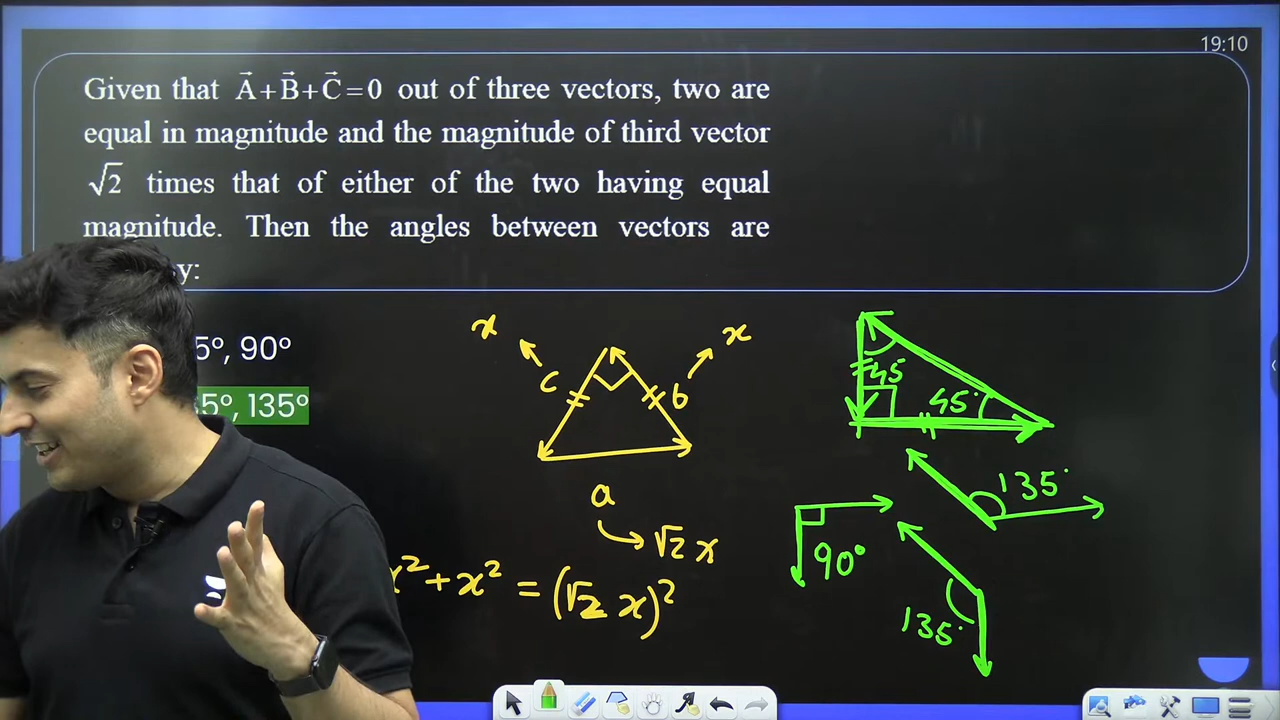 19:10
Given that A⃗+B⃗+C⃗=0 out of three vectors, two are
equal in magnitude and the magnitude of third vector
√2 times that of either of the two having equal
magnitude. Then the angles between vectors are
y:
5°, 90°
35°, 135°
x
x
c
b
a
√2 x
x² + x² = (√2 x)²
45
45°
135°
90°
135°